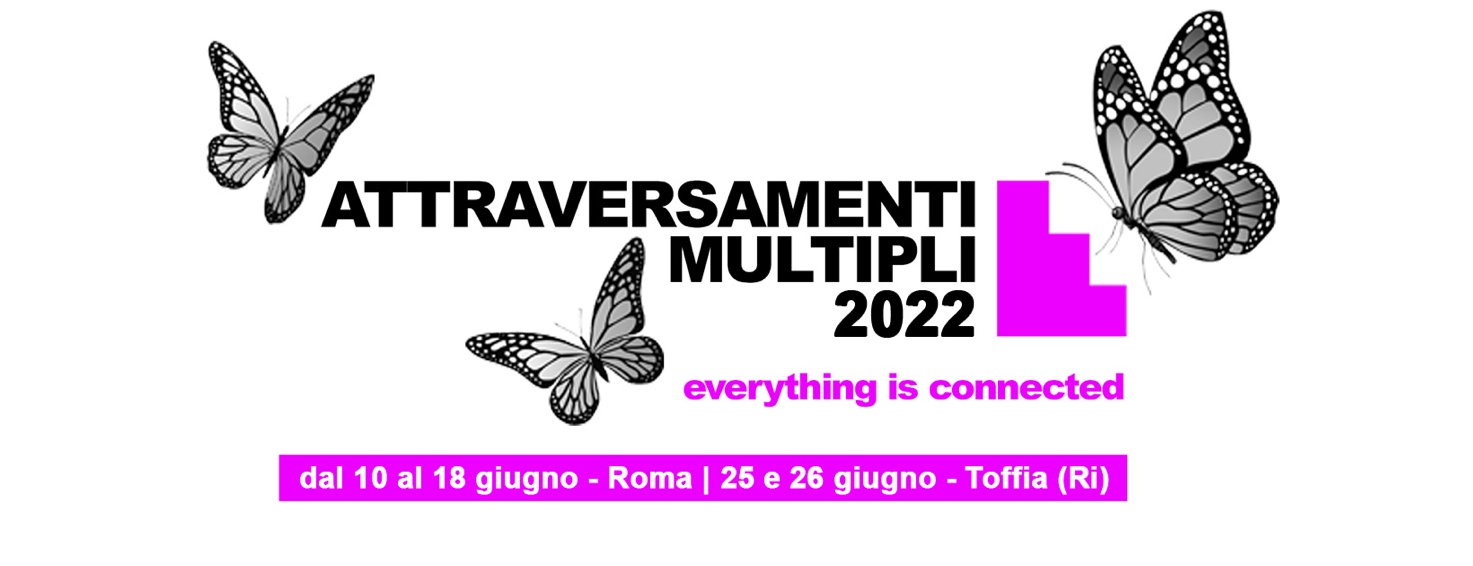 ATTRAVERSAMENTI
MULTIPLI
2022
everything is connected
dal 10 al 18 giugno - Roma | 25 e 26 giugno - Toffia (Ri)